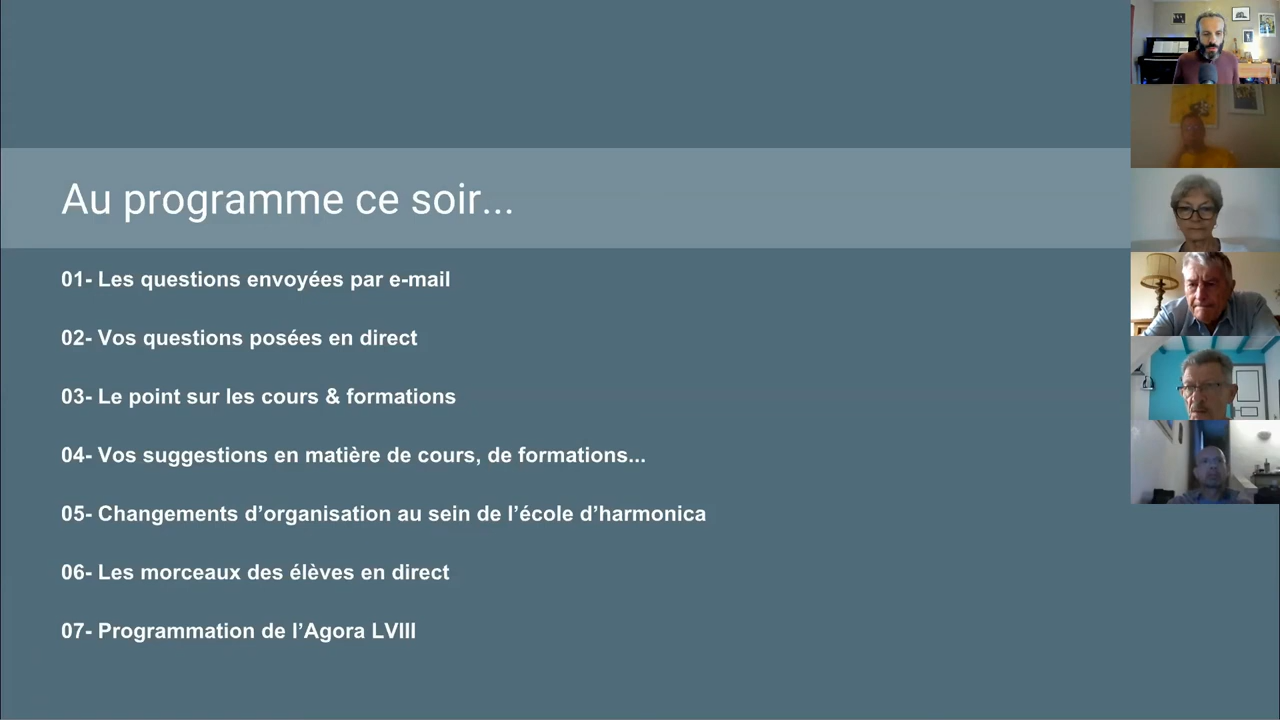 Au programme ce soir...
01- Les questions envoyées par e-mail
02- Vos questions posées en direct
03- Le point sur les cours & formations
04- Vos suggestions en matière de cours, de formations...
05- Changements d’organisation au sein de l’école d’harmonica
06- Les morceaux des élèves en direct
07- Programmation de l’Agora LVIII